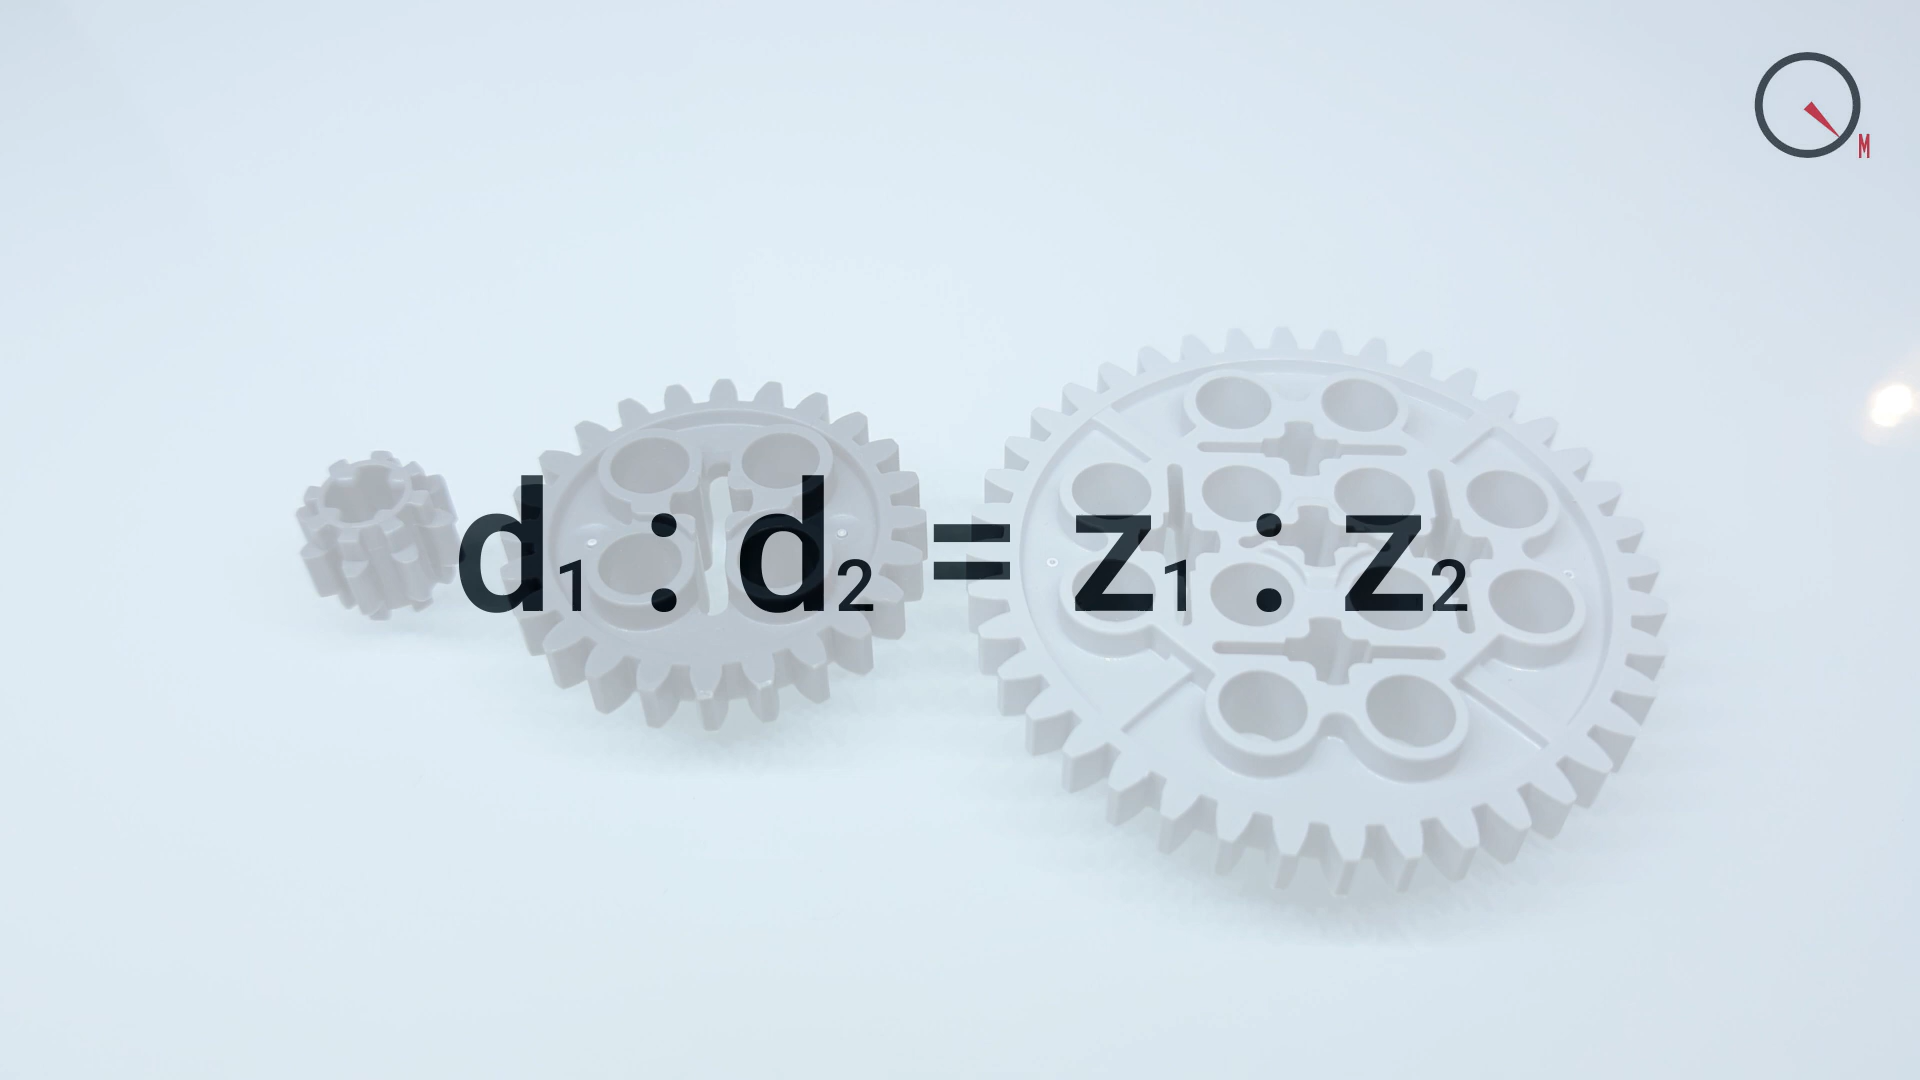 M
d₁ : d₂ = z₁ : z₂